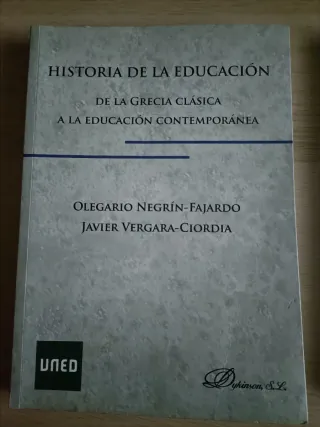 HISTORIA DE LA EDUCACIÓN
DE LA GRECIA CLÁSICA
A LA EDUCACIÓN CONTEMPORÁNEA
OLEGARIO NEGRÍN-FAJARDO
JAVIER VERGARA-CIORDIA
UNED
Dykinson, S.L.